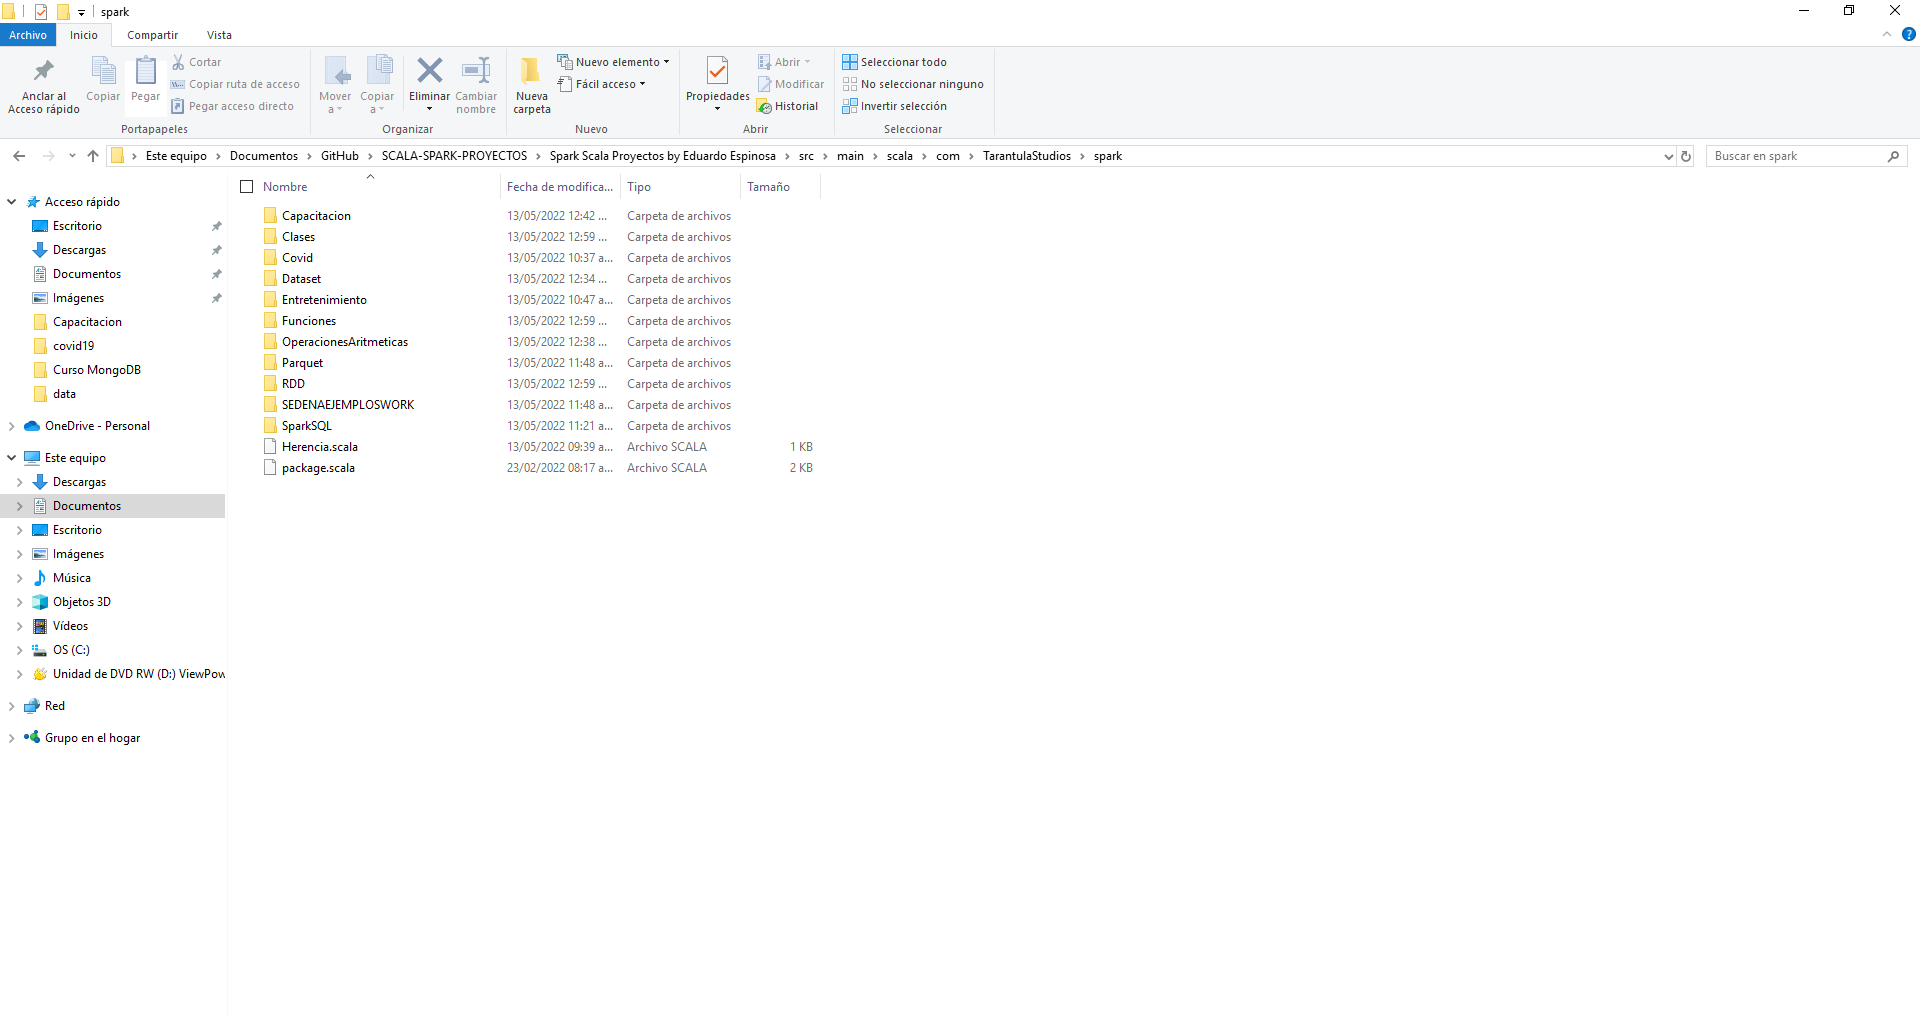 spark
Archivo Inicio Compartir Vista
Anclar al Acceso rápido
Copiar
Pegar
Cortar
Copiar ruta de acceso
Pegar acceso directo
Portapapeles
Mover a
Copiar a
Eliminar
Cambiar nombre
Organizar
Nueva carpeta
Nuevo elemento
Fácil acceso
Nuevo
Propiedades
Abrir
Modificar
Historial
Abrir
Seleccionar todo
No seleccionar ninguno
Invertir selección
Seleccionar
Este equipo > Documentos > GitHub > SCALA-SPARK-PROYECTOS > Spark Scala Proyectos by Eduardo Espinosa > src > main > scala > com > TarantulaStudios > spark
Buscar en spark
Acceso rápido
Escritorio
Descargas
Documentos
Imágenes
Capacitacion
covid19
Curso MongoDB
data
OneDrive - Personal
Este equipo
Descargas
Documentos
Escritorio
Imágenes
Música
Objetos 3D
Vídeos
OS (C:)
Unidad de DVD RW (D:) ViewPow
Red
Grupo en el hogar
Nombre Fecha de modifica... Tipo Tamaño
Capacitacion 13/05/2022 12:42 ... Carpeta de archivos
Clases 13/05/2022 12:59 ... Carpeta de archivos
Covid 13/05/2022 10:37 a... Carpeta de archivos
Dataset 13/05/2022 12:34 ... Carpeta de archivos
Entretenimiento 13/05/2022 10:47 a... Carpeta de archivos
Funciones 13/05/2022 12:59 ... Carpeta de archivos
OperacionesAritmeticas 13/05/2022 12:38 ... Carpeta de archivos
Parquet 13/05/2022 11:48 a... Carpeta de archivos
RDD 13/05/2022 12:59 ... Carpeta de archivos
SEDENAEJEMPLOSWORK 13/05/2022 11:48 a... Carpeta de archivos
SparkSQL 13/05/2022 11:21 a... Carpeta de archivos
Herencia.scala 13/05/2022 09:39 a... Archivo SCALA 1 KB
package.scala 23/02/2022 08:17 a... Archivo SCALA 2 KB